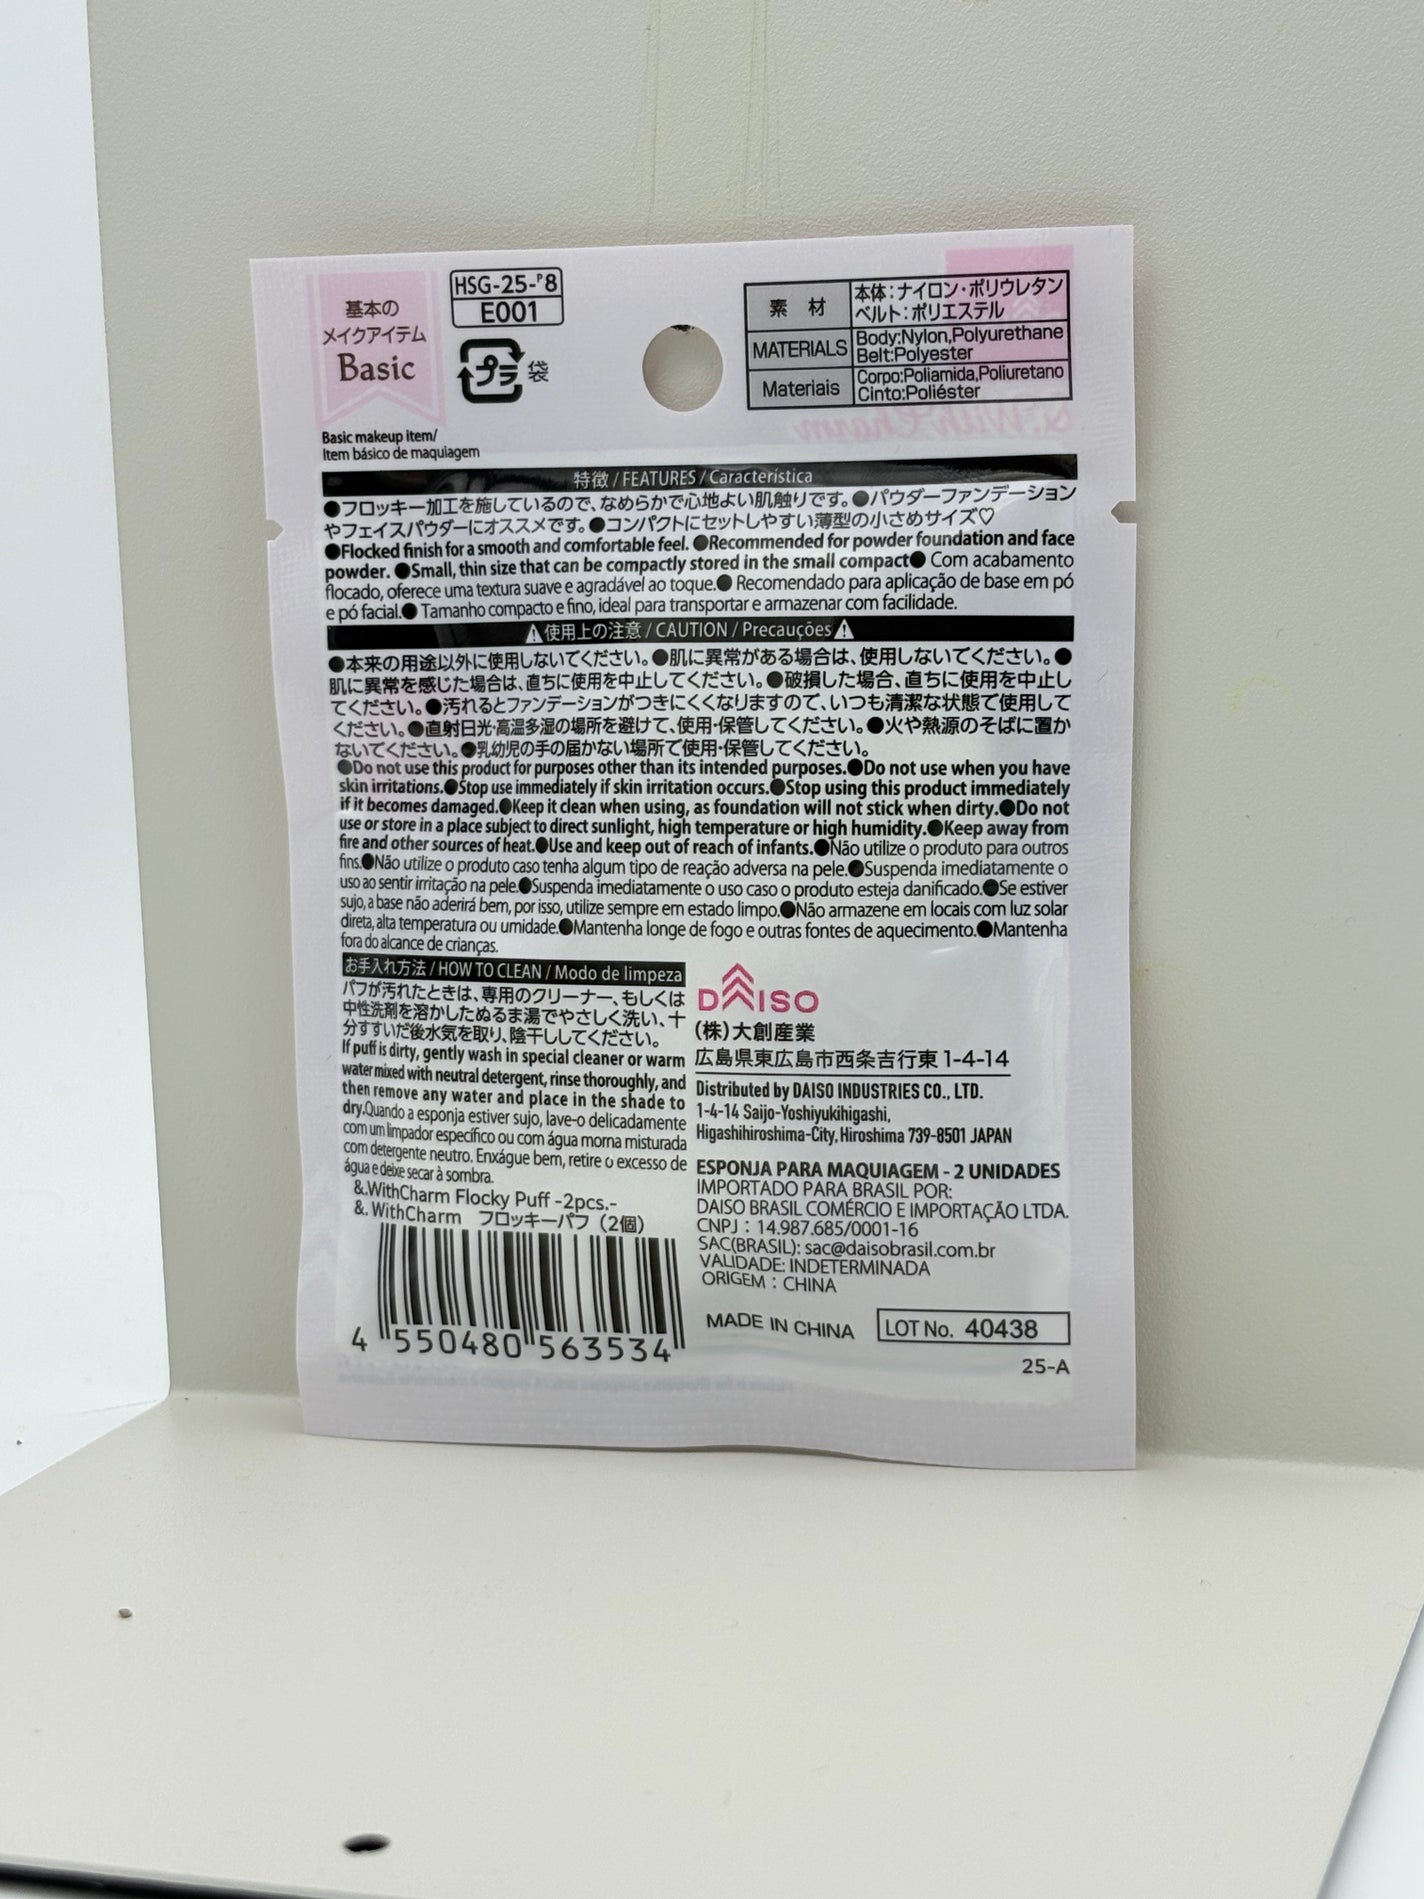 基本の
メイクアイテム
Basic
Basic makeup item/
Item básico de maquiagem
HSG-25-P8
E001
プラ 袋
素 材 本体：ナイロン・ポリウレタン
ベルト：ポリエステル
MATERIALS Body:Nylon,Polyurethane
Belt:Polyester
Materiais Corpo:Poliamida,Poliuretano
Cinto:Poliéster
特徴 / FEATURES / Característica
●フロッキー加工を施しているので、なめらかで心地よい肌触りです。●パウダーファンデーション
やフェイスパウダーにオススメです。●コンパクトにセットしやすい薄型の小さめサイズ♡
●Flocked finish for a smooth and comfortable feel. ●Recommended for powder foundation and face
powder. ●Small, thin size that can be compactly stored in the small compact● Com acabamento
flocado, oferece uma textura suave e agradável ao toque.● Recomendado para aplicação de base em pó
e pó facial.● Tamanho compacto e fino, ideal para transportar e armazenar com facilidade.
⚠使用上の注意 / CAUTION / Precauções⚠
●本来の用途以外に使用しないでください。●肌に異常がある場合は、使用しないでください。●
肌に異常を感じた場合は、直ちに使用を中止してください。●破損した場合、直ちに使用を中止し
てください。●汚れるとファンデーションがつきにくくなりますので、いつも清潔な状態で使用して
ください。●直射日光・高温多湿の場所を避けて、使用・保管してください。●火や熱源のそばに置か
ないでください。●乳幼児の手の届かない場所で使用・保管してください。
●Do not use this product for purposes other than its intended purposes.●Do not use when you have
skin irritations.●Stop use immediately if skin irritation occurs.●Stop using this product immediately
if it becomes damaged.●Keep it clean when using, as foundation will not stick when dirty.●Do not
use or store in a place subject to direct sunlight, high temperature or high humidity.●Keep away from
fire and other sources of heat.●Use and keep out of reach of infants.●Não utilize o produto para outros
fins.●Não utilize o produto caso tenha algum tipo de reação adversa na pele.●Suspenda imediatamente o
uso ao sentir irritação na pele.●Suspenda imediatamente o uso caso o produto esteja danificado.●Se estiver
sujo, a base não aderirá bem, por isso, utilize sempre em estado limpo.●Não armazene em locais com luz solar
direta, alta temperatura ou umidade.●Mantenha longe de fogo e outras fontes de aquecimento.●Mantenha
fora do alcance de crianças.
お手入れ方法 / HOW TO CLEAN / Modo de limpeza
パフが汚れたときは、専用のクリーナー、もしくは
中性洗剤を溶かしたぬるま湯でやさしく洗い、十
分すすいだ後水気を取り、陰干ししてください。
If puff is dirty, gently wash in special cleaner or warm
water mixed with neutral detergent, rinse thoroughly, and
then remove any water and place in the shade to
dry.Quando a esponja estiver sujo, lave-o delicadamente
com um limpador específico ou com água morna misturada
com detergente neutro. Enxágue bem, retire o excesso de
água e deixe secar à sombra.
&.WithCharm Flocky Puff -2pcs.-
&.WithCharm フロッキーパフ（2個）
4 550480 563534
DAISO
（株）大創産業
広島県東広島市西条吉行東1-4-14
Distributed by DAISO INDUSTRIES CO., LTD.
1-4-14 Saijo-Yoshiyukihigashi,
Higashihiroshima-City, Hiroshima 739-8501 JAPAN
ESPONJA PARA MAQUIAGEM - 2 UNIDADES
IMPORTADO PARA BRASIL POR:
DAISO BRASIL COMÉRCIO E IMPORTAÇÃO LTDA.
CNPJ：14.987.685/0001-16
SAC(BRASIL): sac@daisobrasil.com.br
VALIDADE: INDETERMINADA
ORIGEM：CHINA
MADE IN CHINA
LOT No. 40438
25-A